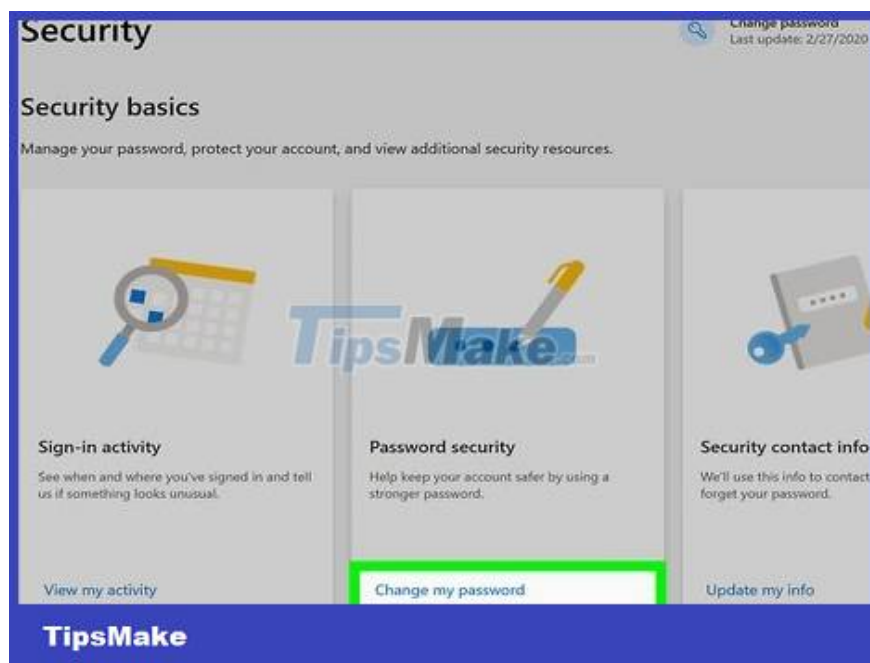 Security
Change password
Last update: 2/27/2020
Security basics
Manage your password, protect your account, and view additional security resources.
TipsMake
.com
Sign-in activity
See when and where you've signed in and tell
us if something looks unusual.
View my activity
Password security
Help keep your account safer by using a
stronger password.
Change my password
Security contact info
We'll use this info to contact
forget your password.
Update my info
TipsMake